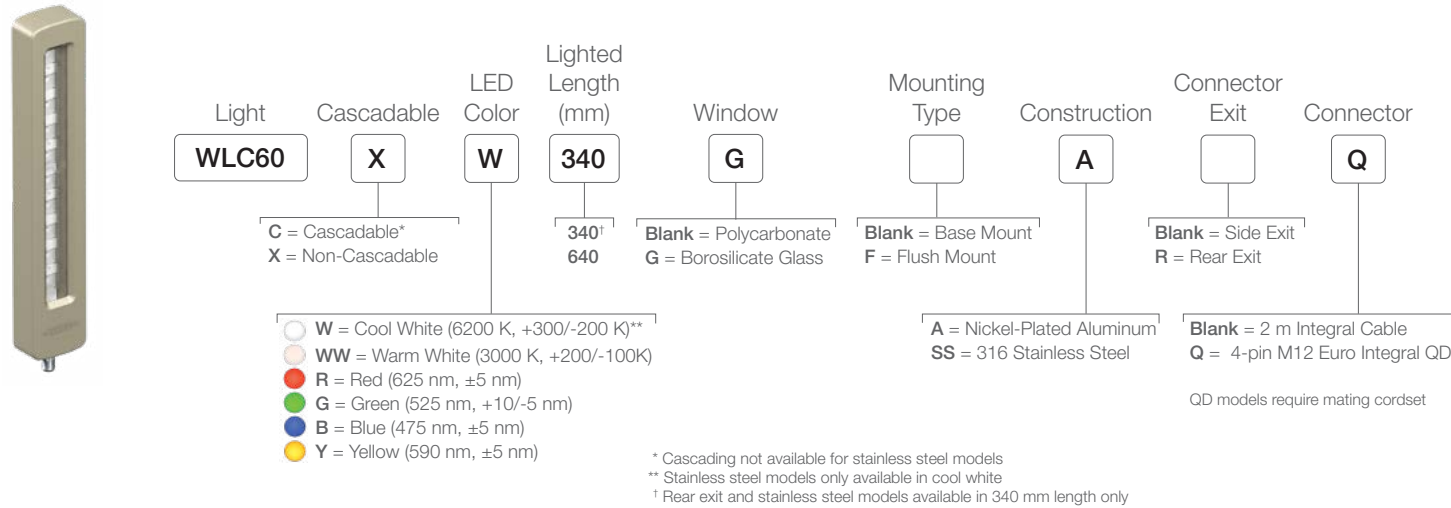 Light
Cascadable
LED
Color
Lighted
Length
(mm)
Window
Mounting
Type
Construction
Connector
Exit
Connector
WLC60
X
W
340
G
A
Q
C = Cascadable*
X = Non-Cascadable
340†
640
Blank = Polycarbonate
G = Borosilicate Glass
Blank = Base Mount
F = Flush Mount
Blank = Side Exit
R = Rear Exit
W = Cool White (6200 K, +300/-200 K)**
WW = Warm White (3000 K, +200/-100K)
R = Red (625 nm, ±5 nm)
G = Green (525 nm, +10/-5 nm)
B = Blue (475 nm, ±5 nm)
Y = Yellow (590 nm, ±5 nm)
A = Nickel-Plated Aluminum
SS = 316 Stainless Steel
Blank = 2 m Integral Cable
Q = 4-pin M12 Euro Integral QD
QD models require mating cordset
* Cascading not available for stainless steel models
** Stainless steel models only available in cool white
† Rear exit and stainless steel models available in 340 mm length only